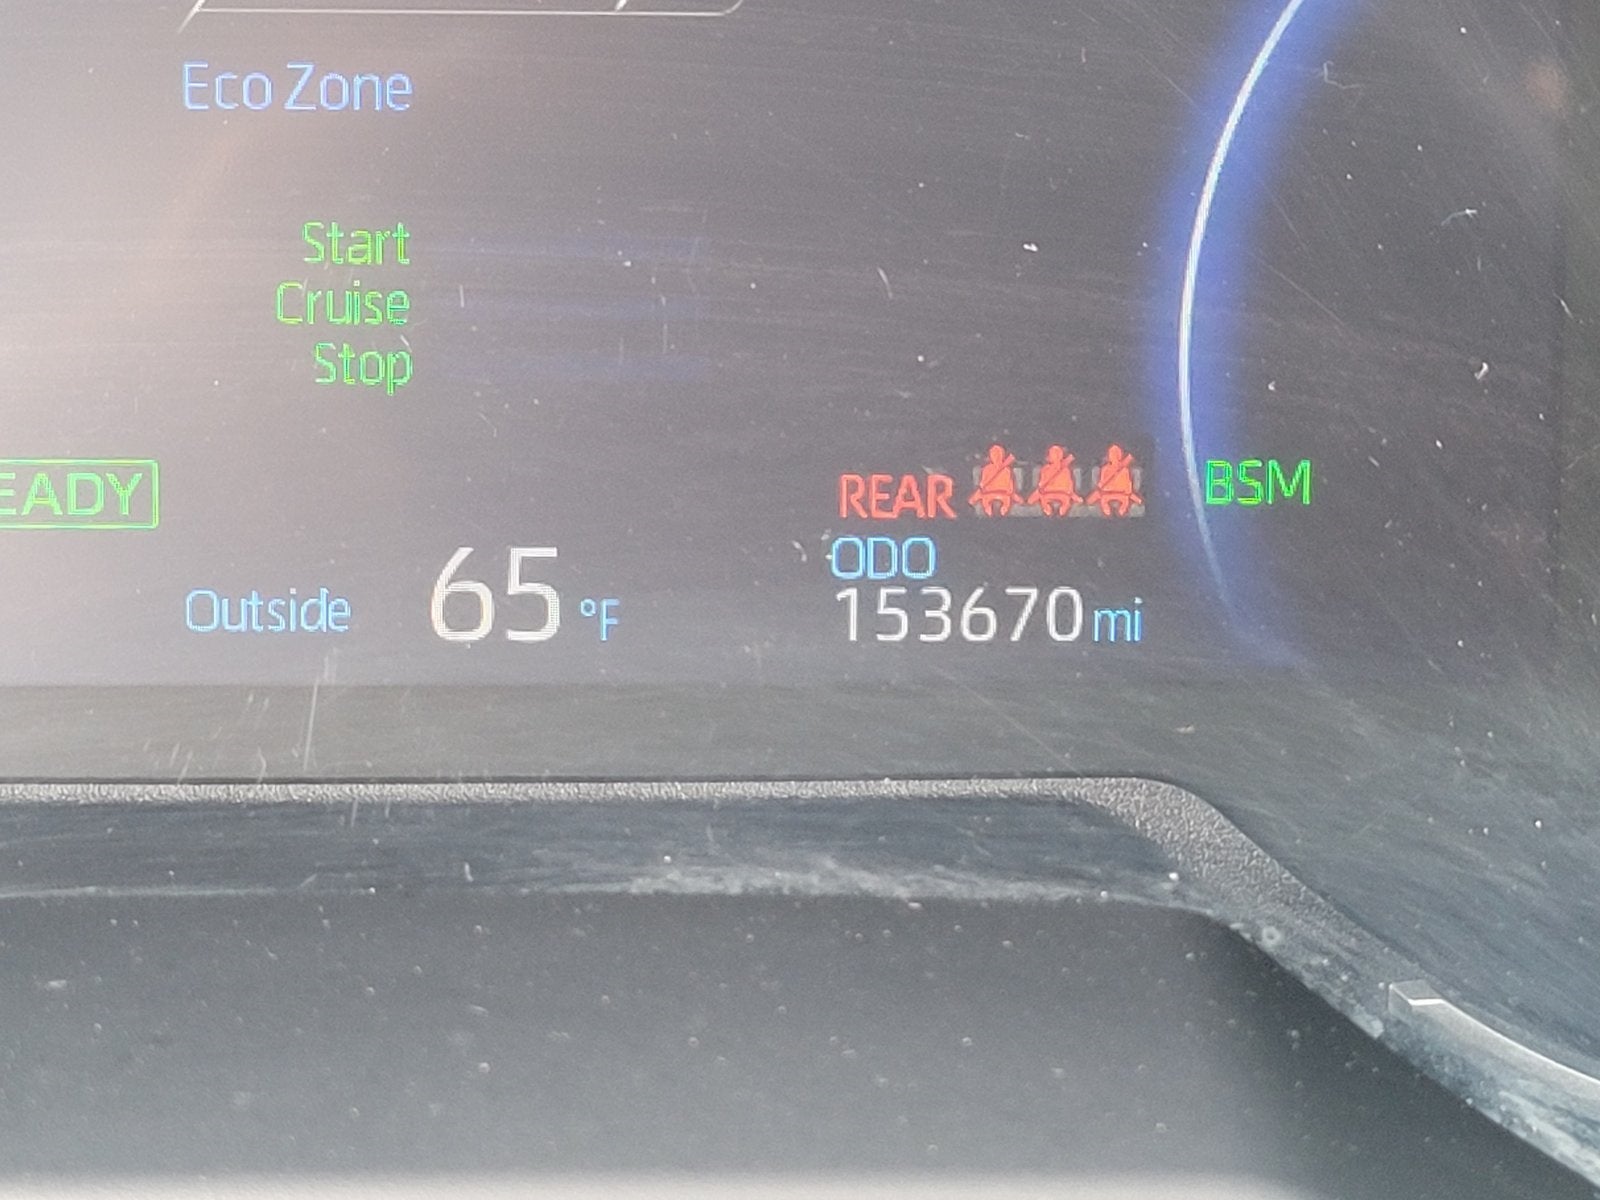 Eco Zone
Start
Cruise
Stop
EADY
REAR
BSM
ODO
Outside 65 °F
153670 mi